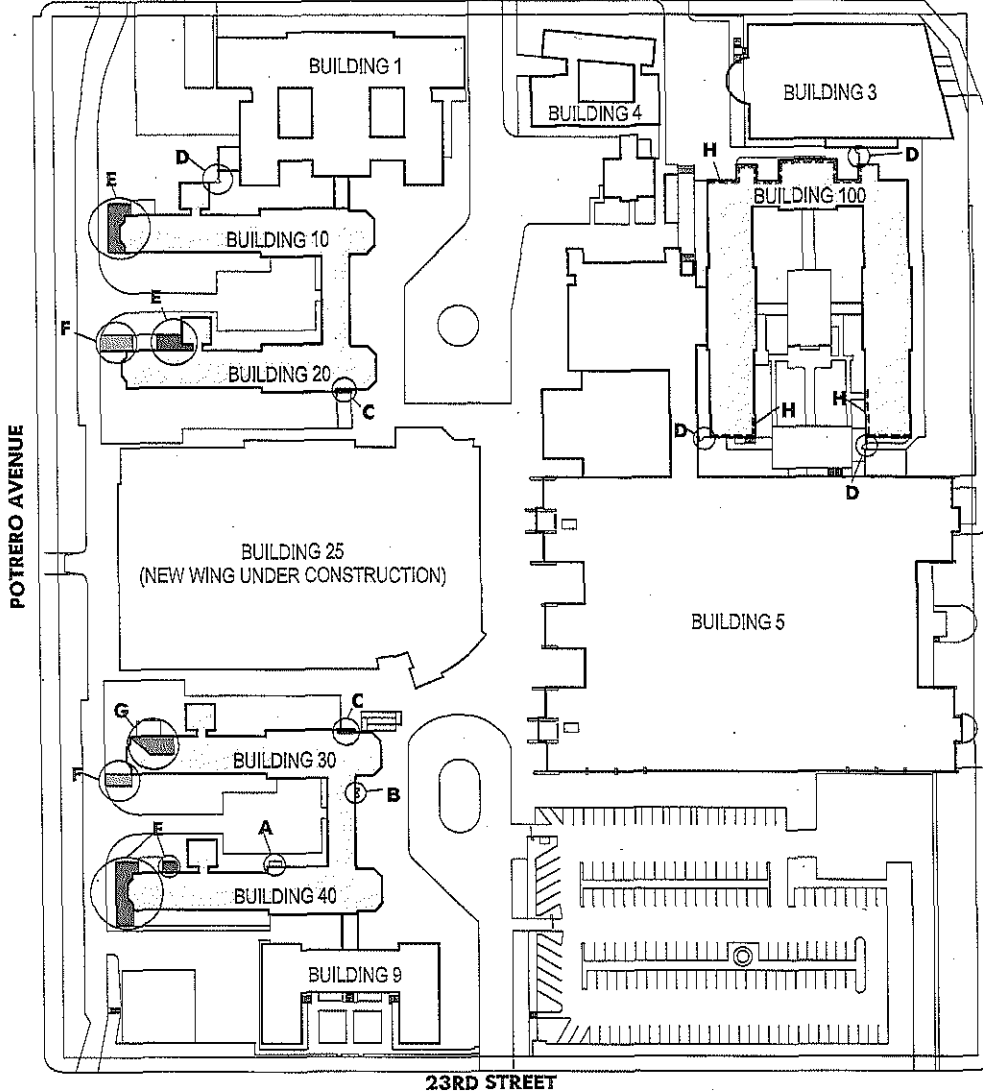 BUILDING 1
BUILDING 4
BUILDING 3
D
H
D
E
BUILDING 100
BUILDING 10
E
F
BUILDING 20
C
H
H
D
D
POTRERO AVENUE
BUILDING 25
(NEW WING UNDER CONSTRUCTION)
BUILDING 5
G
C
BUILDING 30
F
B
E
A
BUILDING 40
BUILDING 9
23RD STREET